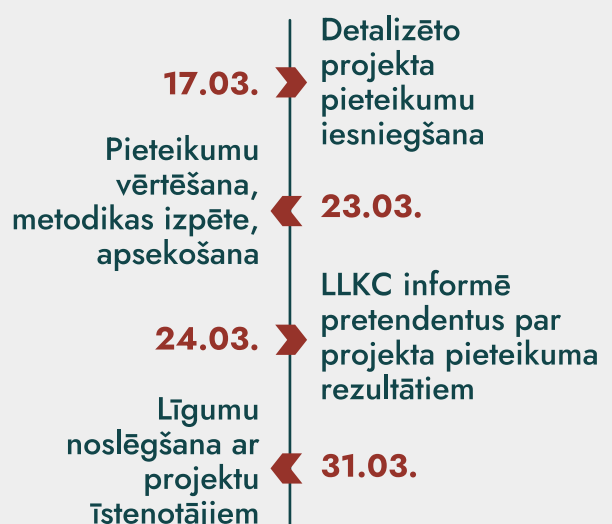 17.03.
Detalizēto
projekta
pieteikumu
iesniegšana
Pieteikumu
vērtēšana,
metodikas izpēte,
apsekošana
23.03.
24.03.
LLKC informē
pretendentus par
projekta pieteikuma
rezultātiem
Līgumu
noslēgšana ar
projektu
īstenotājiem
31.03.